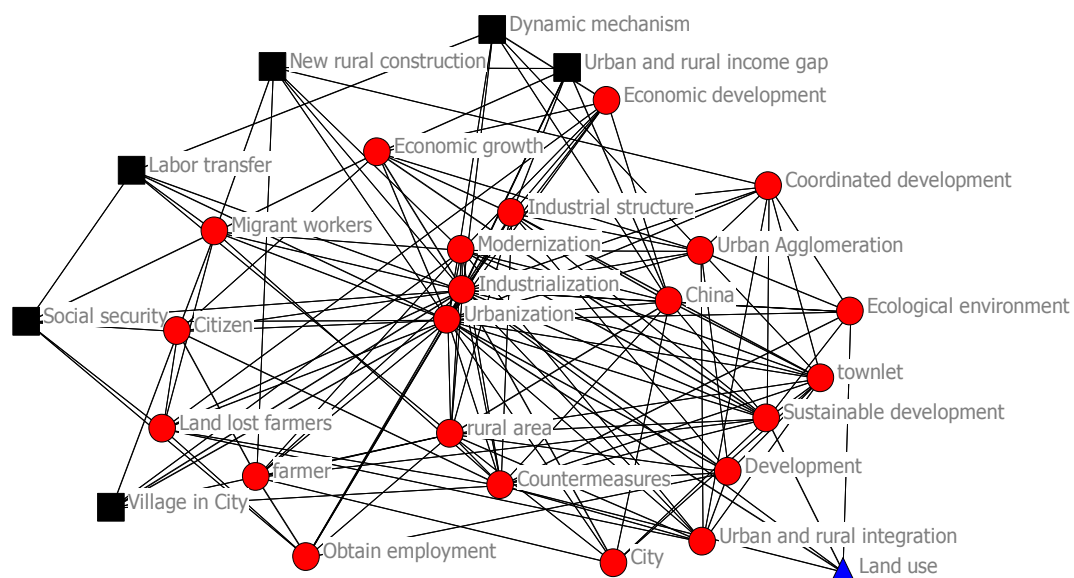 Dynamic mechanism
New rural construction
Urban and rural income gap
Economic development
Economic growth
Labor transfer
Coordinated development
Industrial structure
Migrant workers
Modernization
Urban Agglomeration
Industrialization
China
Ecological environment
Social security
Citizen
Urbanization
townlet
Sustainable development
Land lost farmers
rural area
Development
farmer
Countermeasures
Village in City
Urban and rural integration
Obtain employment
City
Land use